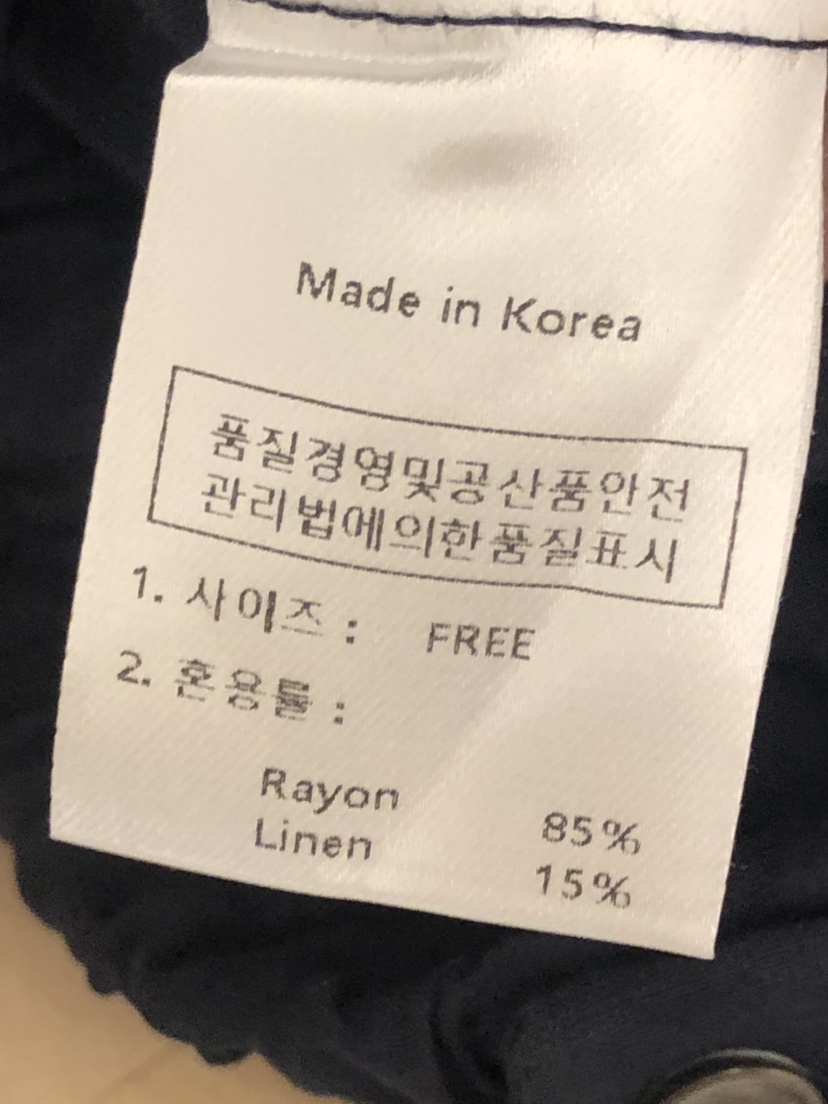 Made in Korea
품질경영및공산품안전
관리법에의한품질표시
1. 사이즈 : FREE
2. 혼용률 :
Rayon 85%
Linen 15%